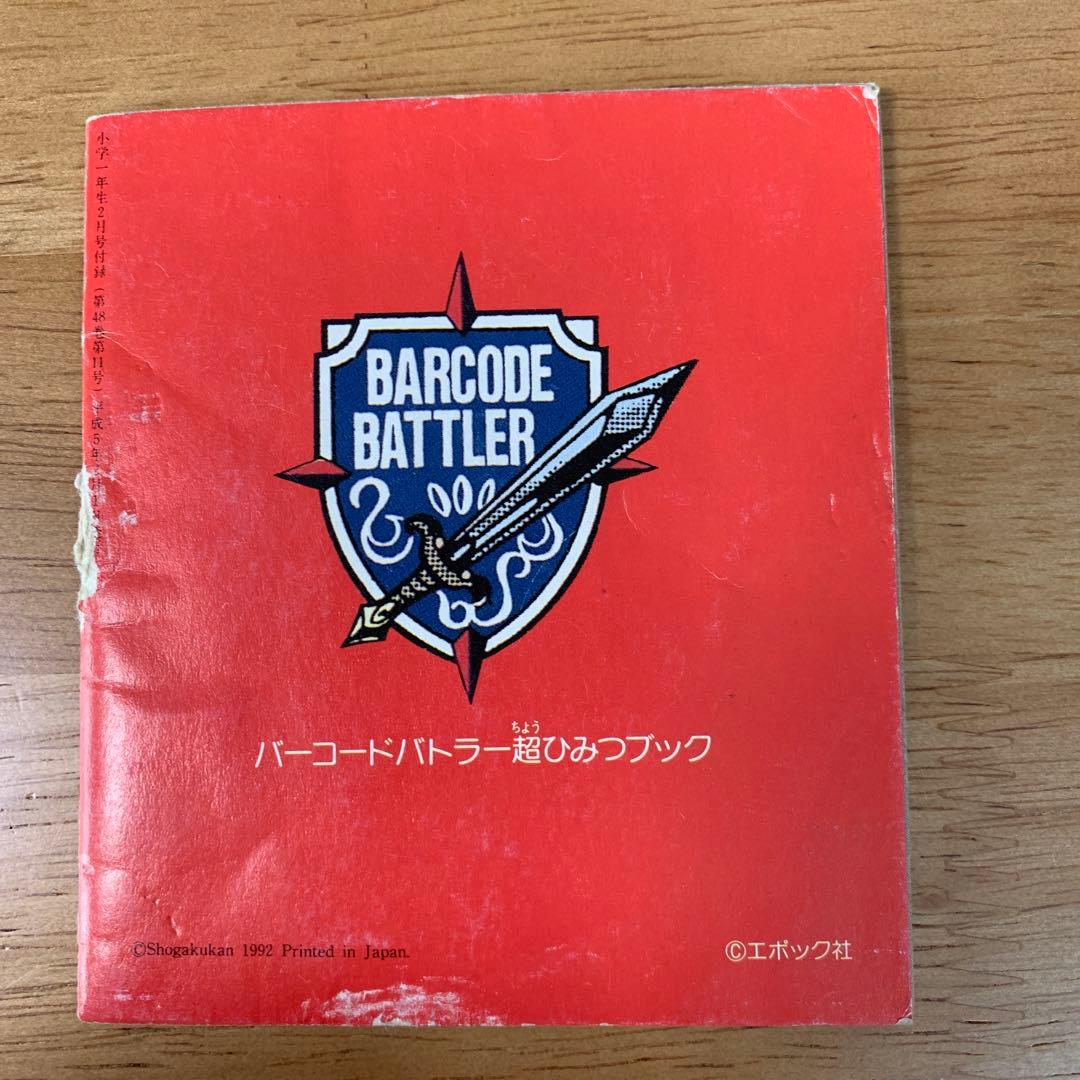 小学一年生2月号付録(第48巻第11号)平成5年
BARCODE
BATTLER
ちょう
バーコードバトラー超ひみつブック
©Shogakukan 1992 Printed in Japan.
©エポック社